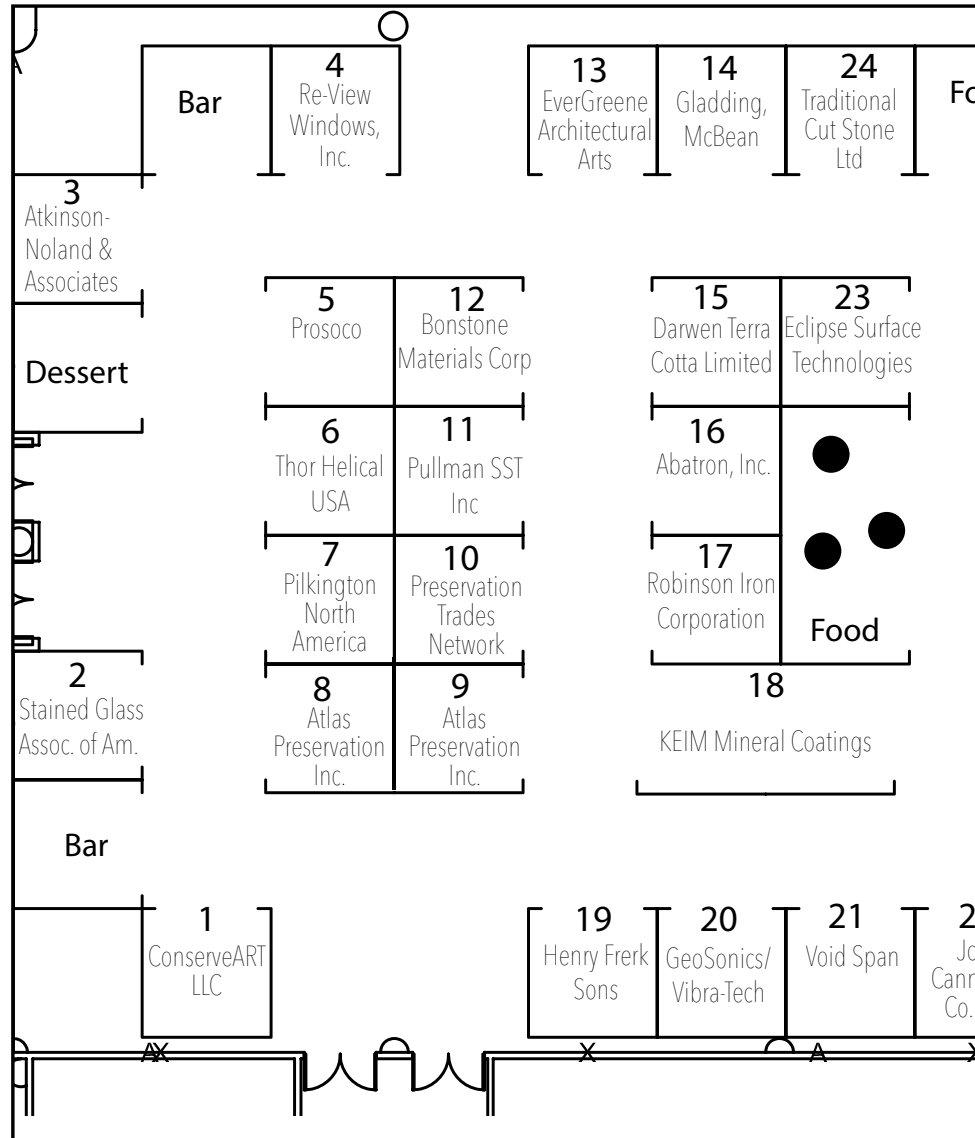 Bar
4
Re-View
Windows,
Inc.
13
EverGreene
Architectural
Arts
14
Gladding,
McBean
24
Traditional
Cut Stone
Ltd
3
Atkinson-
Noland &
Associates
5
Prosoco
12
Bonstone
Materials Corp
15
Darwen Terra
Cotta Limited
23
Eclipse Surface
Technologies
Dessert
6
Thor Helical
USA
11
Pullman SST
Inc
16
Abatron, Inc.
7
Pilkington
North
America
10
Preservation
Trades
Network
17
Robinson Iron
Corporation
Food
2
Stained Glass
Assoc. of Am.
8
Atlas
Preservation
Inc.
9
Atlas
Preservation
Inc.
18
KEIM Mineral Coatings
Bar
1
ConserveART
LLC
19
Henry Frerk
Sons
20
GeoSonics/
Vibra-Tech
21
Void Span
Co.
A
X
X
A